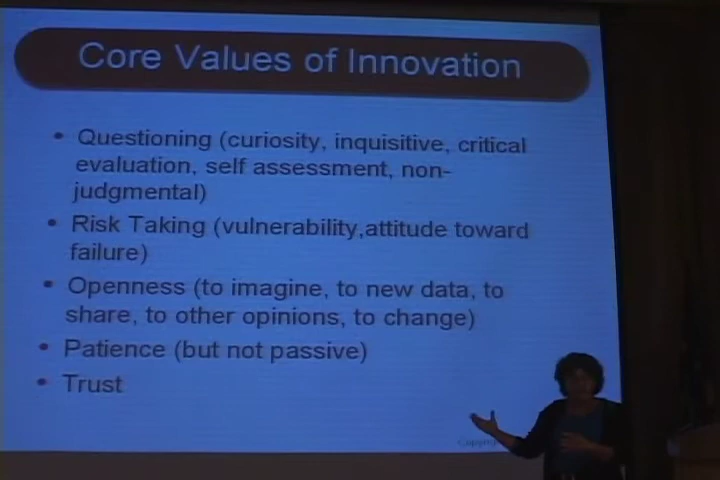 Core Values of Innovation
• Questioning (curiosity, inquisitive, critical
evaluation, self assessment, non-
judgmental)
• Risk Taking (vulnerability,attitude toward
failure)
• Openness (to imagine, to new data, to
share, to other opinions, to change)
• Patience (but not passive)
• Trust